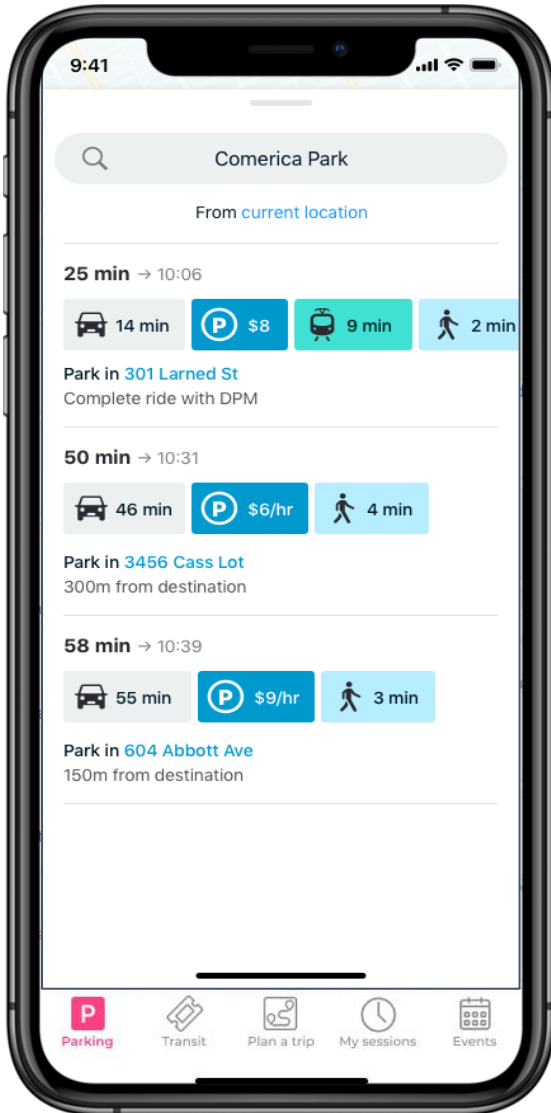 9:41
Comerica Park
From current location
25 min → 10:06
14 min P $8 9 min 2 min
Park in 301 Larned St
Complete ride with DPM
50 min → 10:31
46 min P $6/hr 4 min
Park in 3456 Cass Lot
300m from destination
58 min → 10:39
55 min P $9/hr 3 min
Park in 604 Abbott Ave
150m from destination
P
Parking Transit Plan a trip My sessions Events